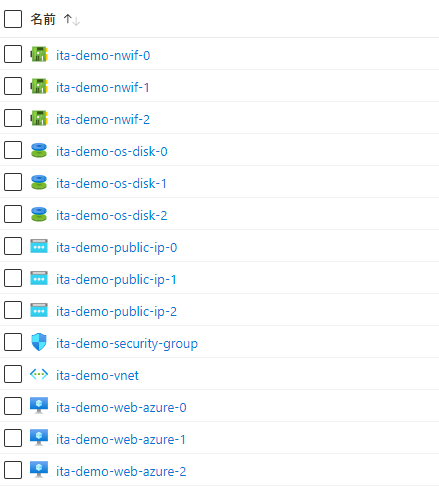 名前 ↑↓
ita-demo-nwif-0
ita-demo-nwif-1
ita-demo-nwif-2
ita-demo-os-disk-0
ita-demo-os-disk-1
ita-demo-os-disk-2
ita-demo-public-ip-0
ita-demo-public-ip-1
ita-demo-public-ip-2
ita-demo-security-group
ita-demo-vnet
ita-demo-web-azure-0
ita-demo-web-azure-1
ita-demo-web-azure-2